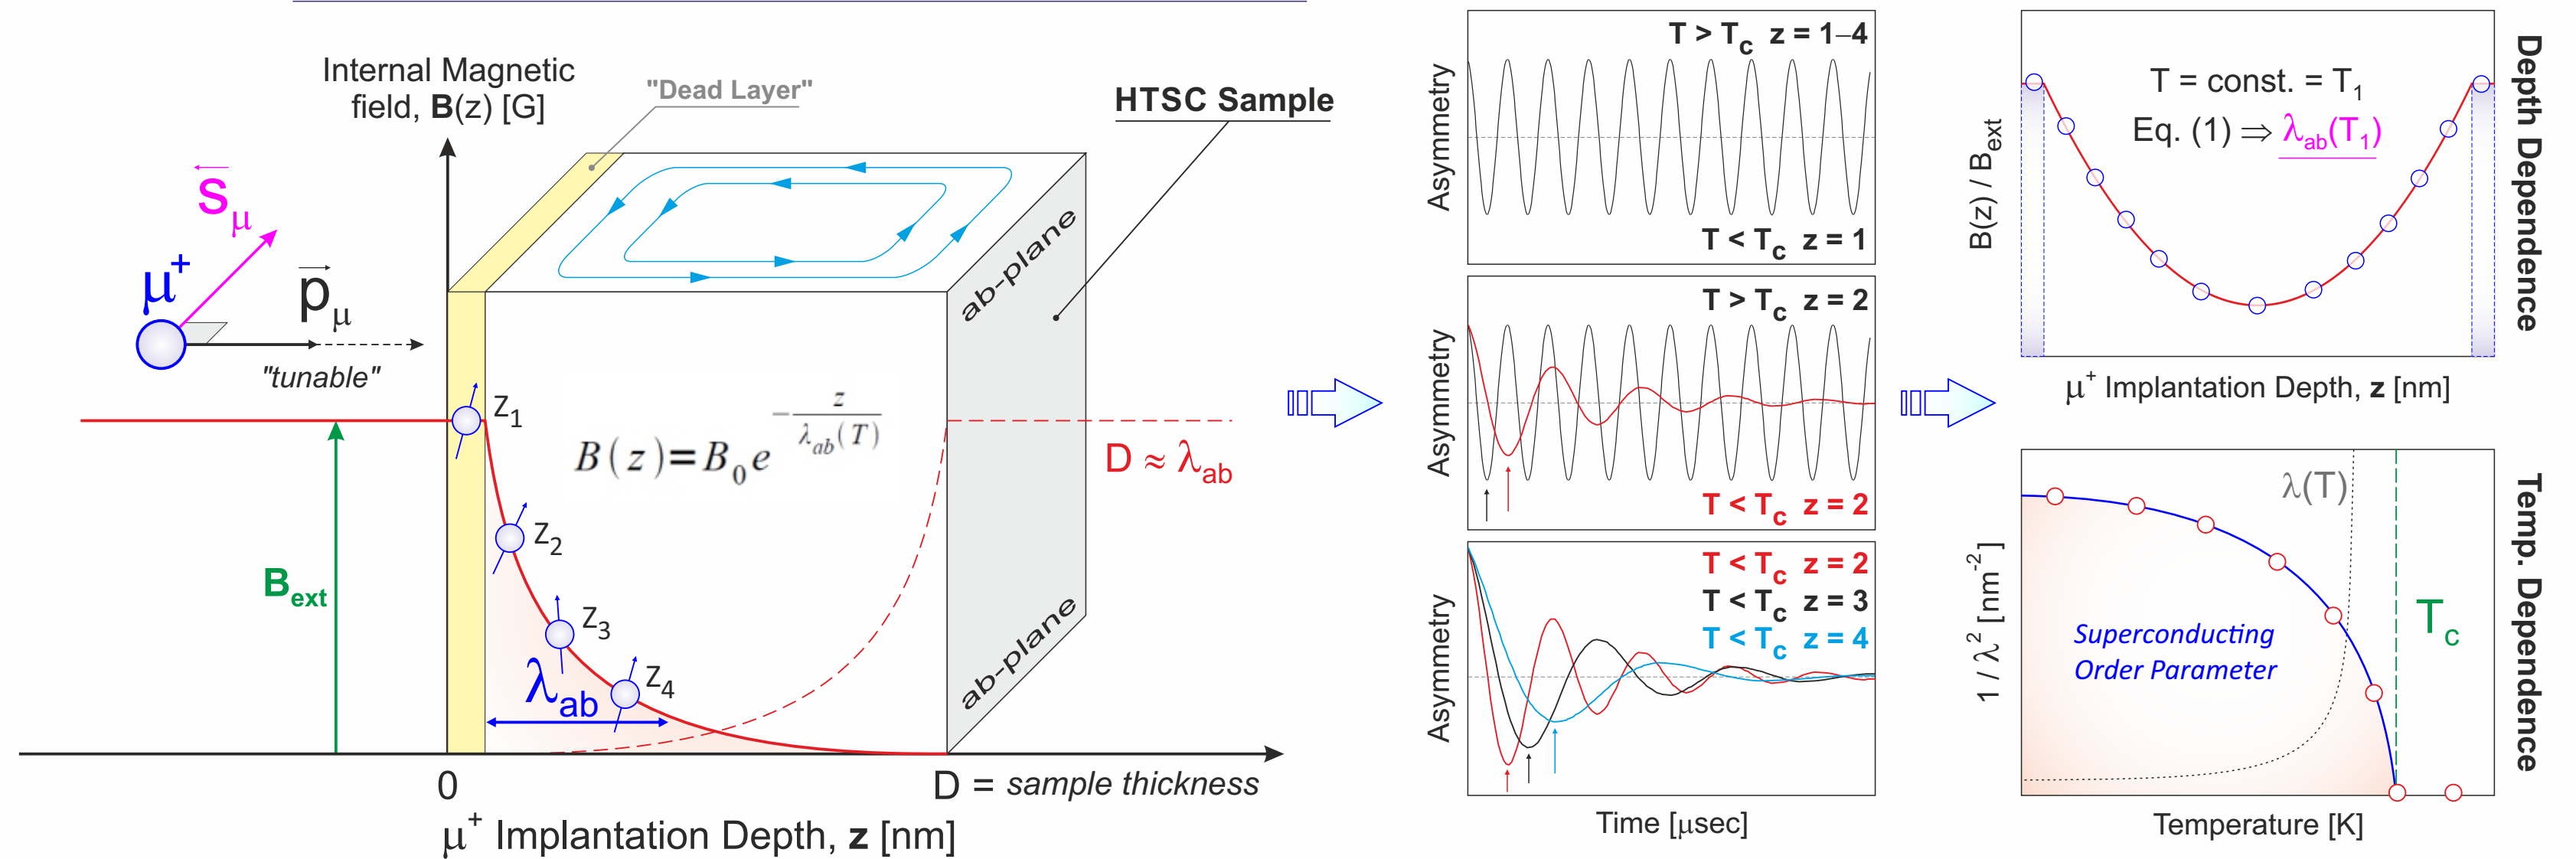 Internal Magnetic
field, B(z) [G]
"Dead Layer"
HTSC Sample
S⃗μ
μ⁺
p⃗μ
"tunable"
ab-plane
ab-plane
Z₁
Z₂
Z₃
Z₄
B(z)=B₀e^(-z/λab(T))
D ≈ λab
Bext
λab
0
D = sample thickness
μ⁺ Implantation Depth, z [nm]
Asymmetry
T > Tc z = 1–4
T < Tc z = 1
Asymmetry
T > Tc z = 2
T < Tc z = 2
Asymmetry
T < Tc z = 2
T < Tc z = 3
T < Tc z = 4
Time [μsec]
B(z) / Bext
T = const. = T₁
Eq. (1) ⇒ λab(T₁)
μ⁺ Implantation Depth, z [nm]
Depth Dependence
1 / λ² [nm⁻²]
λ(T)
Tc
Superconducting
Order Parameter
Temperature [K]
Temp. Dependence